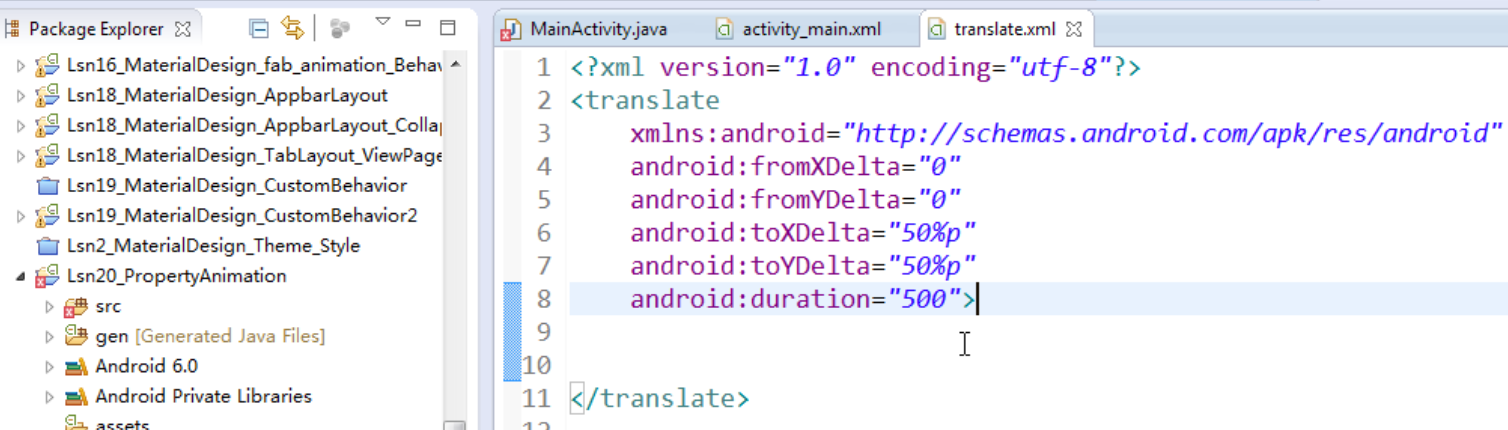 Package Explorer
Lsn16_MaterialDesign_fab_animation_Behav
Lsn18_MaterialDesign_AppbarLayout
Lsn18_MaterialDesign_AppbarLayout_Collap
Lsn18_MaterialDesign_TabLayout_ViewPage
Lsn19_MaterialDesign_CustomBehavior
Lsn19_MaterialDesign_CustomBehavior2
Lsn2_MaterialDesign_Theme_Style
Lsn20_PropertyAnimation
src
gen [Generated Java Files]
Android 6.0
Android Private Libraries
assets
MainActivity.java activity_main.xml translate.xml
1 <?xml version="1.0" encoding="utf-8"?>
2 <translate
3 xmlns:android="http://schemas.android.com/apk/res/android"
4 android:fromXDelta="0"
5 android:fromYDelta="0"
6 android:toXDelta="50%p"
7 android:toYDelta="50%p"
8 android:duration="500">
9
10
11 </translate>
12